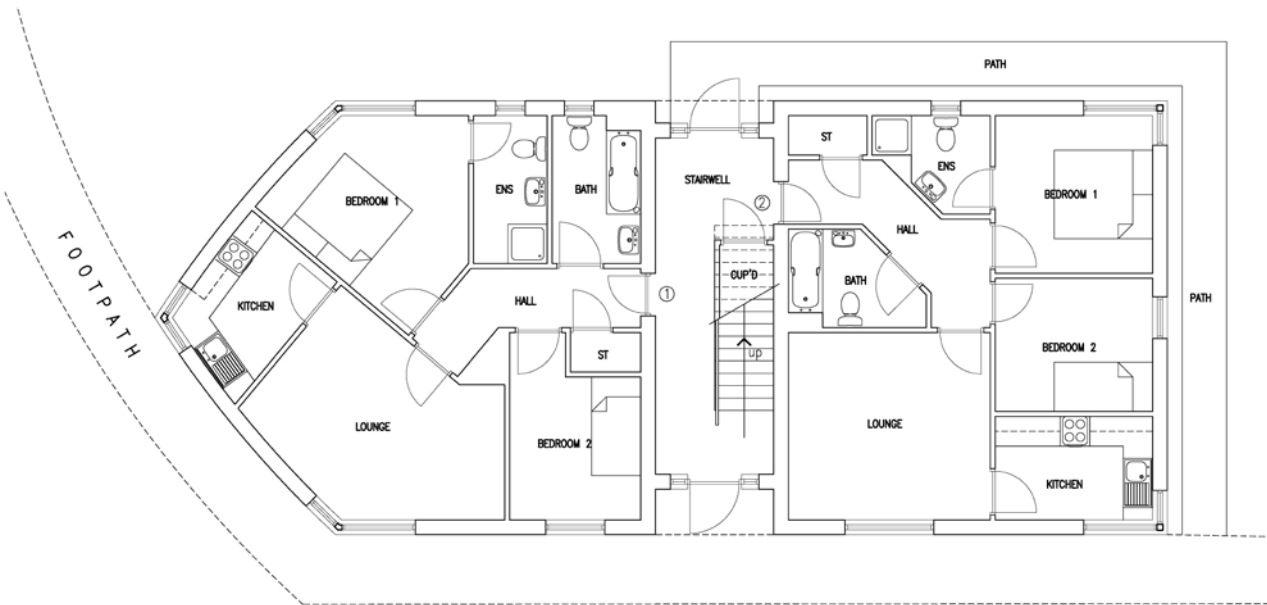 PATH
ST
STAIRWELL
ENS
BEDROOM 1
ENS
BATH
BEDROOM 1
2
HALL
FOOTPATH
KITCHEN
HALL
1
CUP'D
BATH
PATH
up
ST
BEDROOM 2
LOUNGE
BEDROOM 2
LOUNGE
KITCHEN